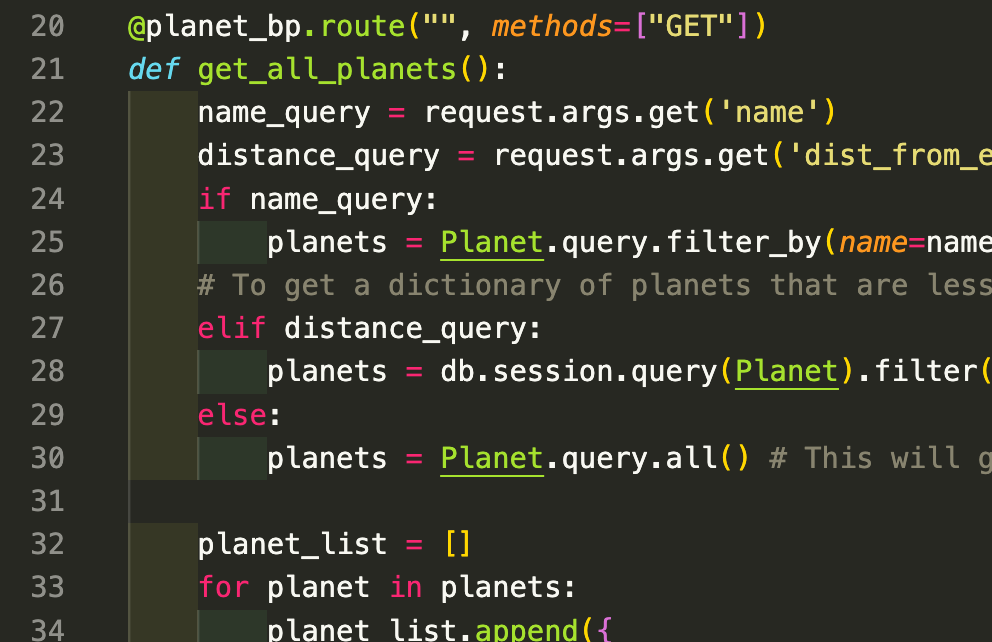 20 @planet_bp.route("", methods=["GET"])
21 def get_all_planets():
22 name_query = request.args.get('name')
23 distance_query = request.args.get('dist_from_e
24 if name_query:
25 planets = Planet.query.filter_by(name=name
26 # To get a dictionary of planets that are less
27 elif distance_query:
28 planets = db.session.query(Planet).filter(
29 else:
30 planets = Planet.query.all() # This will g
31
32 planet_list = []
33 for planet in planets:
34 planet_list.append({